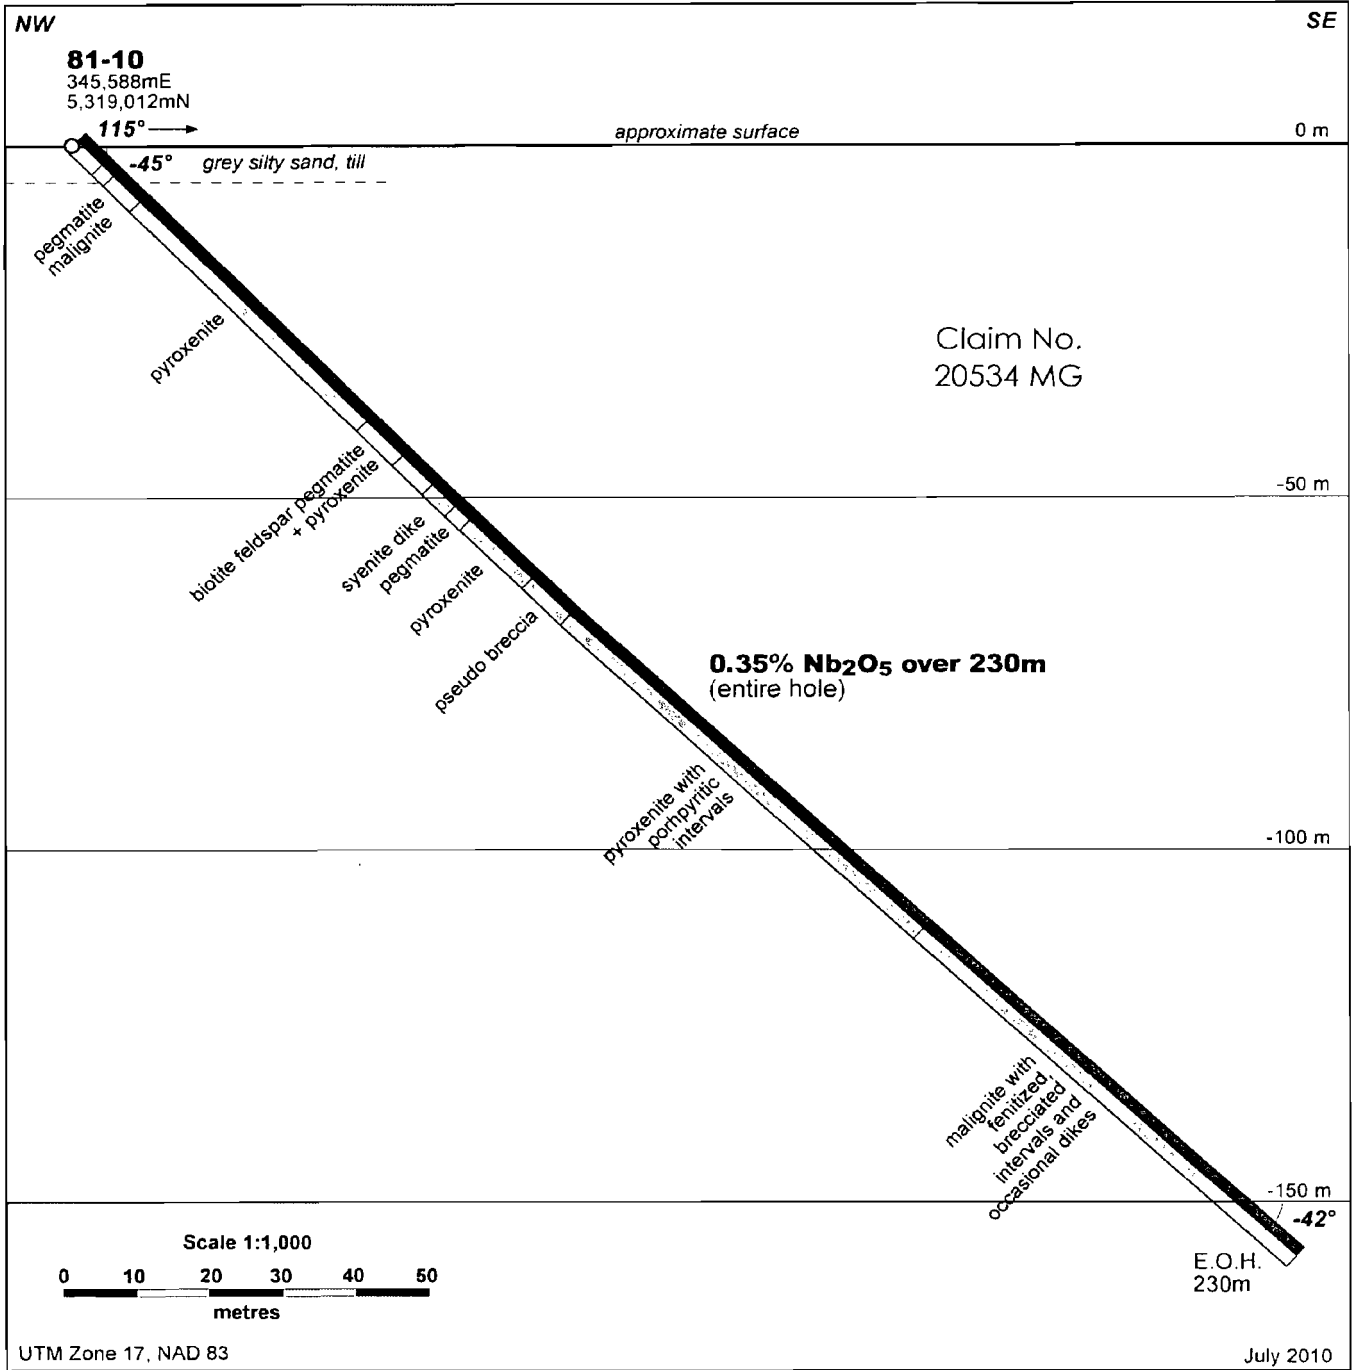 NW
SE
81-10
345,588mE
5,319,012mN
115°
approximate surface
0 m
-45°
grey silty sand, till
pegmatite
malignite
pyroxenite
Claim No.
20534 MG
biotite feldspar pegmatite
+ pyroxenite
-50 m
syenite dike
pegmatite
pyroxenite
pseudo breccia
0.35% Nb2O5 over 230m
(entire hole)
pyroxenite with
porhpyritic
intervals
-100 m
malignite with
fenitized,
brecciated
intervals and
occasional dikes
-150 m
-42°
E.O.H.
230m
Scale 1:1,000
0 10 20 30 40 50
metres
UTM Zone 17, NAD 83
July 2010